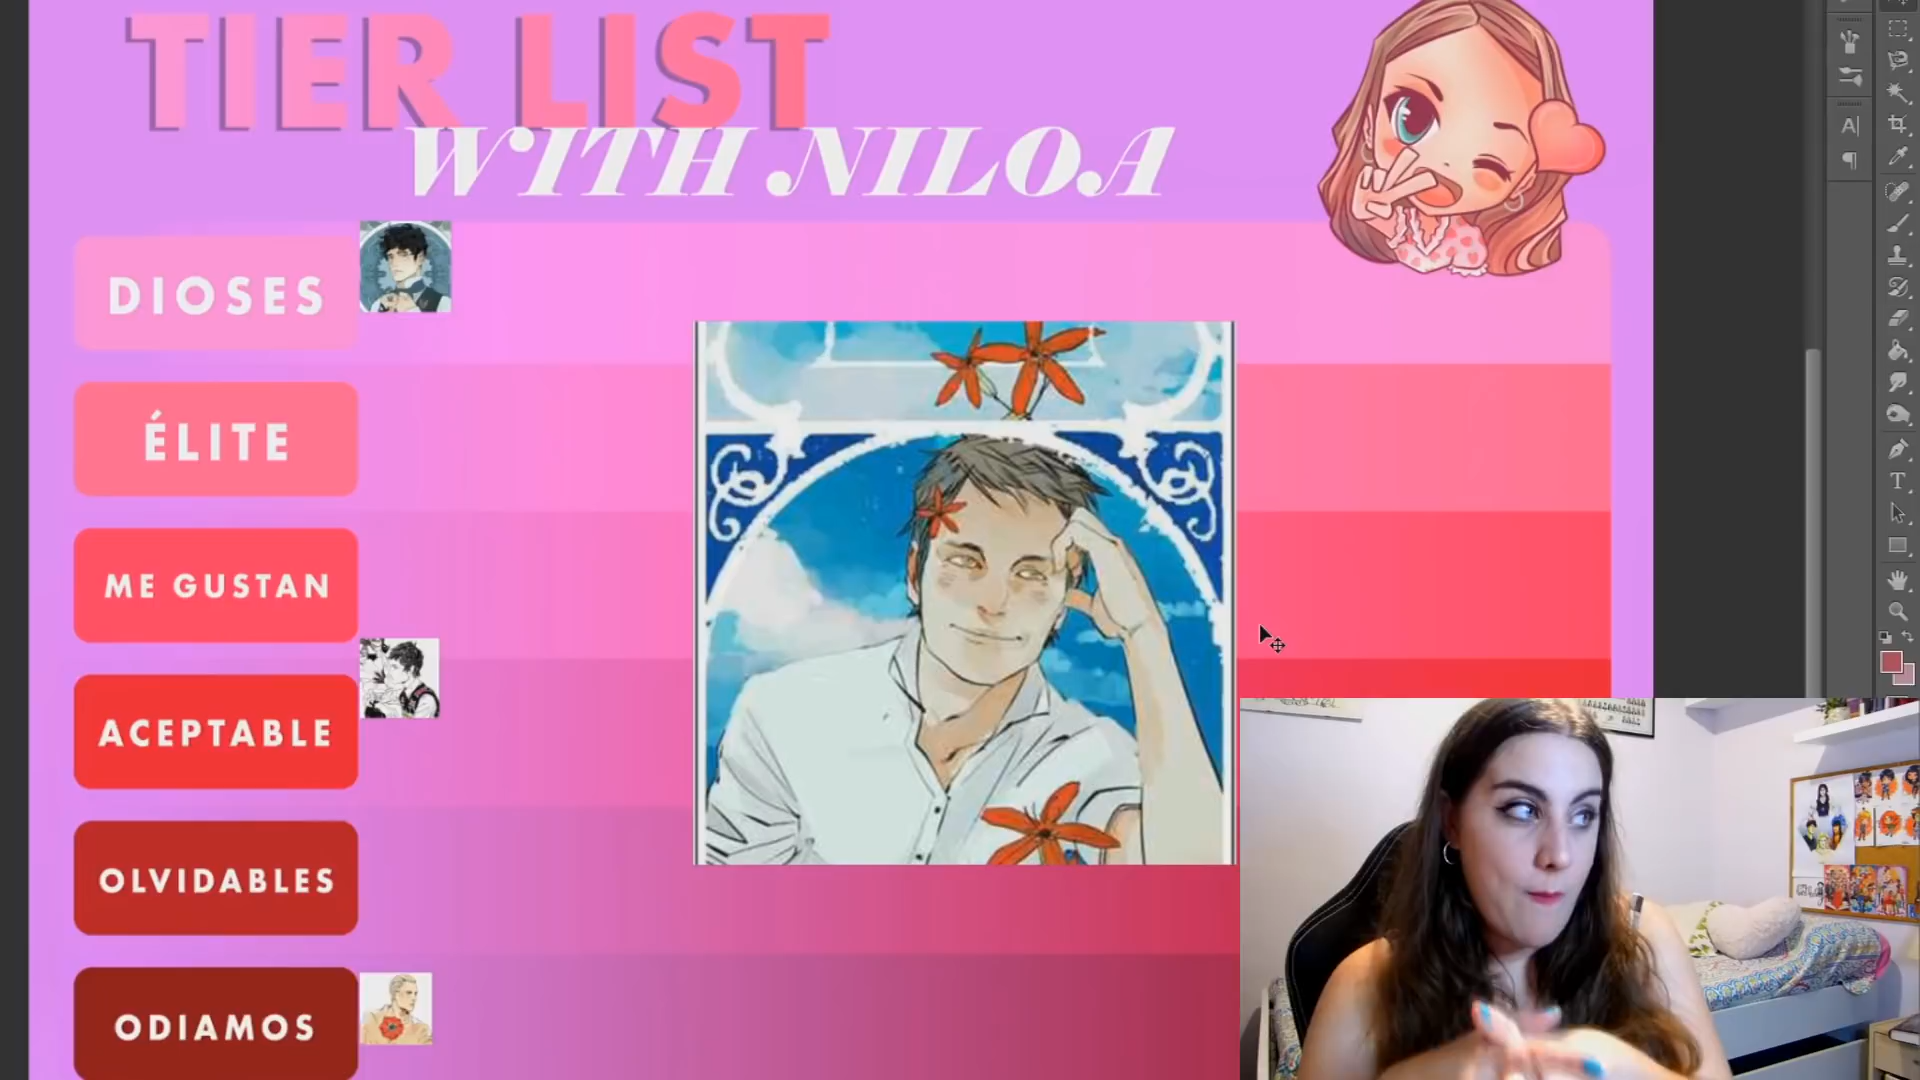 TIER LIST
WITH NILOA
DIOSES
ÉLITE
ME GUSTAN
ACEPTABLE
OLVIDABLES
ODIAMOS